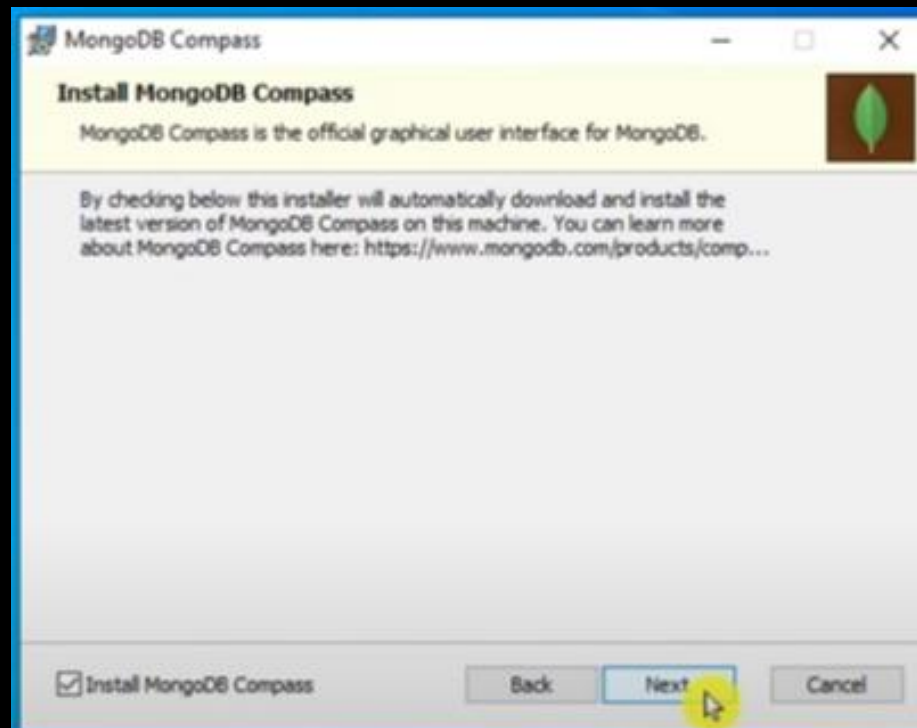 MongoDB Compass
Install MongoDB Compass
MongoDB Compass is the official graphical user interface for MongoDB.
By checking below this installer will automatically download and install the
latest version of MongoDB Compass on this machine. You can learn more
about MongoDB Compass here: https://www.mongodb.com/products/comp...
Install MongoDB Compass
Back
Next
Cancel